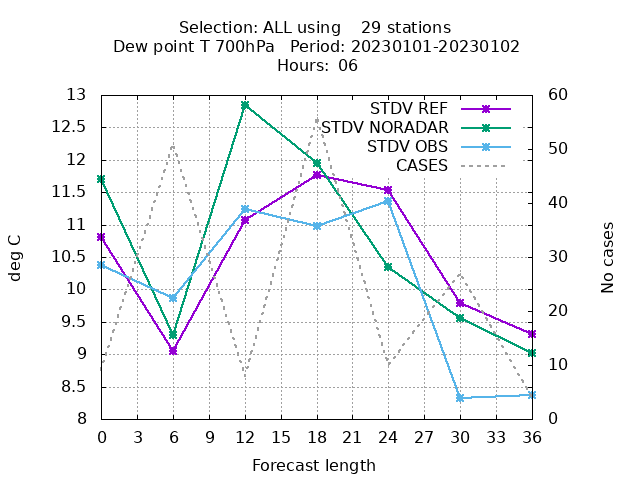 Selection: ALL using    29 stations
Dew point T 700hPa   Period: 20230101-20230102
Hours: 06
STDV REF
STDV NORADAR
STDV OBS
CASES
13
12.5
12
11.5
11
10.5
10
9.5
9
8.5
8
deg C
60
50
40
30
20
10
0
No cases
0 3 6 9 12 15 18 21 24 27 30 33 36
Forecast length